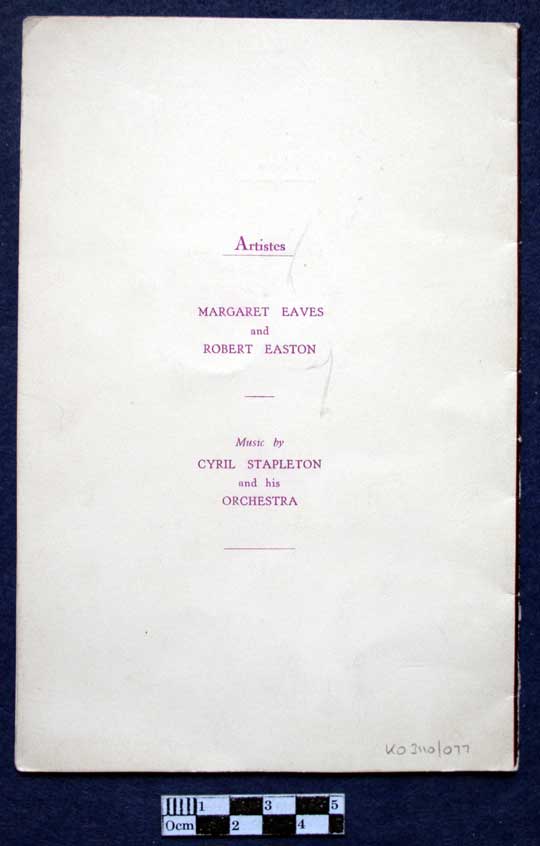 Artistes
MARGARET EAVES
and
ROBERT EASTON
Music by
CYRIL STAPLETON
and his
ORCHESTRA
KO 3110/077
1 3 5
0cm 2 4